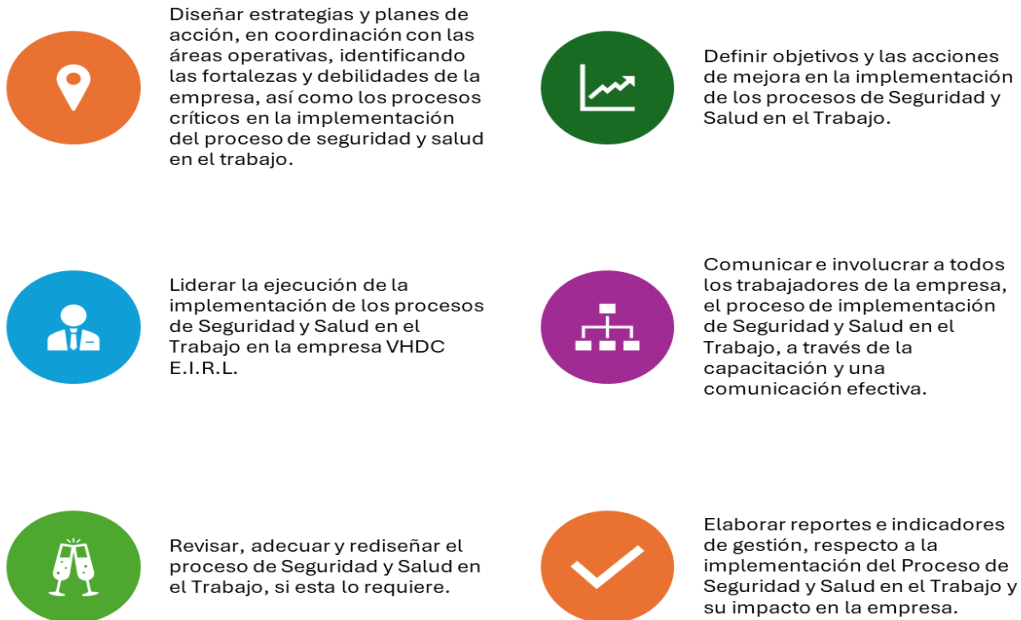 Diseñar estrategias y planes de
acción, en coordinación con las
áreas operativas, identificando
las fortalezas y debilidades de la
empresa, así como los procesos
críticos en la implementación
del proceso de seguridad y salud
en el trabajo.
Definir objetivos y las acciones
de mejora en la implementación
de los procesos de Seguridad y
Salud en el Trabajo.
Liderar la ejecución de la
implementación de los procesos
de Seguridad y Salud en el
Trabajo en la empresa VHDC
E.I.R.L.
Comunicar e involucrar a todos
los trabajadores de la empresa,
el proceso de implementación
de Seguridad y Salud en el
Trabajo, a través de la
capacitación y una
comunicación efectiva.
Revisar, adecuar y rediseñar el
proceso de Seguridad y Salud en
el Trabajo, si esta lo requiere.
Elaborar reportes e indicadores
de gestión, respecto a la
implementación del Proceso de
Seguridad y Salud en el Trabajo y
su impacto en la empresa.